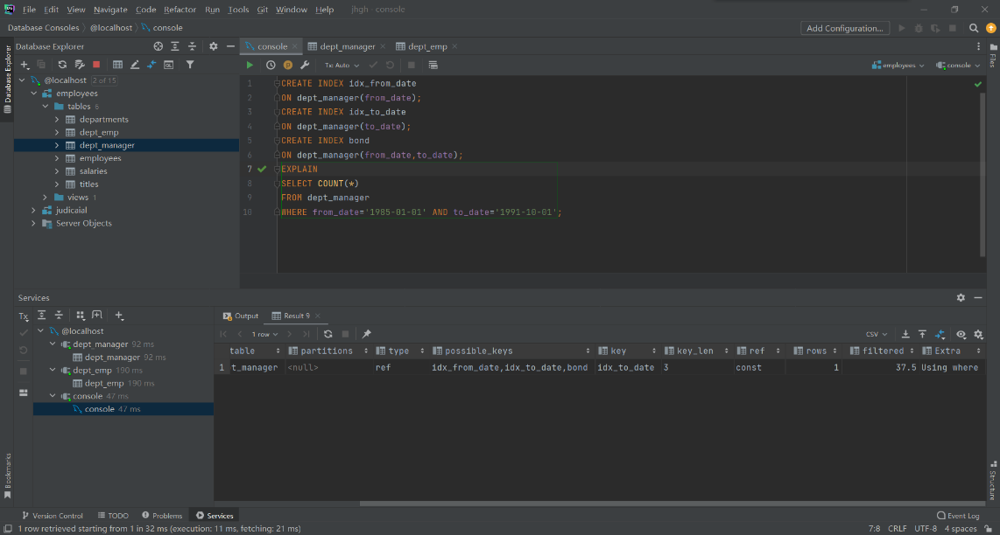 File Edit View Navigate Code Refactor Run Tools Git Window Help jhgh - console
Database Consoles @localhost console Add Configuration...
Database Explorer
console
dept_manager
dept_emp
Tx: Auto
employees
console
@localhost 2 of 15
employees
tables 6
departments
dept_emp
dept_manager
employees
salaries
titles
views 1
judicaial
Server Objects
1 CREATE INDEX idx_from_date
2 ON dept_manager(from_date);
3 CREATE INDEX idx_to_date
4 ON dept_manager(to_date);
5 CREATE INDEX bond
6 ON dept_manager(from_date,to_date);
7 EXPLAIN
8 SELECT COUNT(*)
9 FROM dept_manager
10 WHERE from_date='1985-01-01' AND to_date='1991-10-01';
Database Explorer
Files
Services
Tx
@localhost
dept_manager 92 ms
dept_manager 92 ms
dept_emp 190 ms
dept_emp 190 ms
console 47 ms
console 47 ms
Output
Result 9
1 row
CSV
table partitions type possible_keys key key_len ref rows filtered Extra
1 t_manager <null> ref idx_from_date,idx_to_date,bond idx_to_date 3 const 1 37.5 Using where
Bookmarks
Structure
Version Control TODO Problems Services Event Log
1 row retrieved starting from 1 in 32 ms (execution: 11 ms, fetching: 21 ms) 7:8 CRLF UTF-8 4 spaces